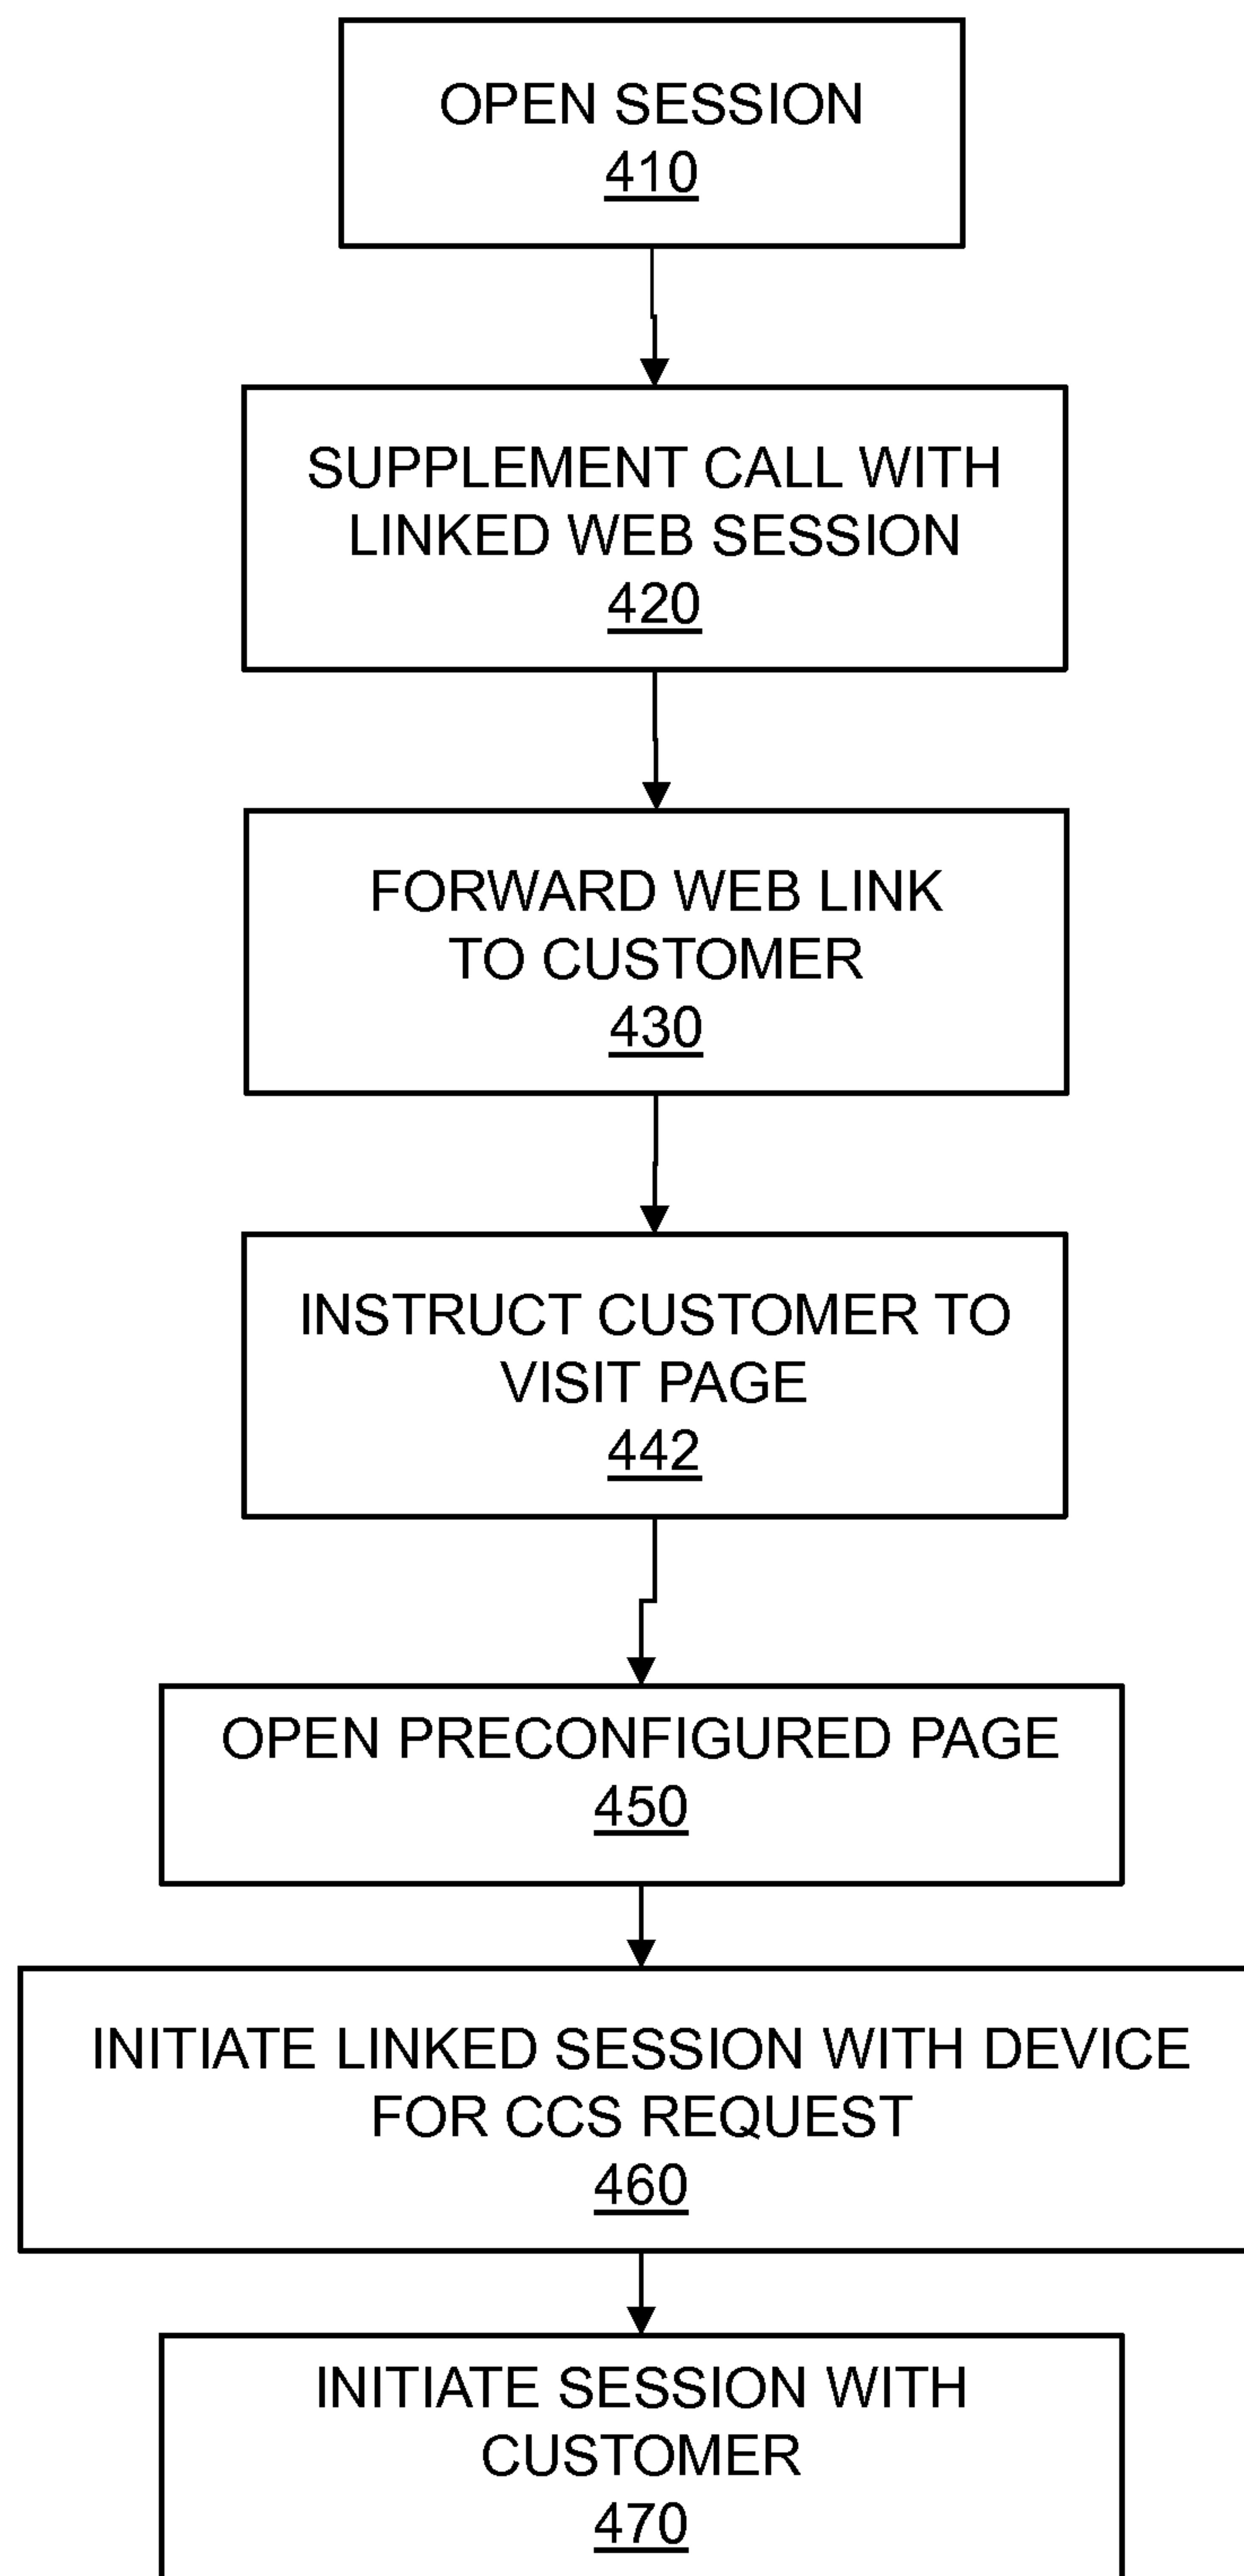 OPEN SESSION
410
SUPPLEMENT CALL WITH
LINKED WEB SESSION
420
FORWARD WEB LINK
TO CUSTOMER
430
INSTRUCT CUSTOMER TO
VISIT PAGE
442
OPEN PRECONFIGURED PAGE
450
INITIATE LINKED SESSION WITH DEVICE
FOR CCS REQUEST
460
INITIATE SESSION WITH
CUSTOMER
470